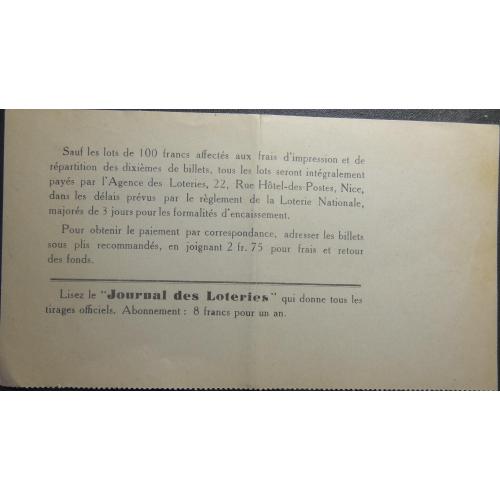 Sauf les lots de 100 francs affectés aux frais d'impression et de
répartition des dixièmes de billets, tous les lots seront intégralement
payés par l'Agence des Loteries, 22, Rue Hôtel-des-Postes, Nice,
dans les délais prévus par le règlement de la Loterie Nationale,
majorés de 3 jours pour les formalités d'encaissement.
Pour obtenir le paiement par correspondance, adresser les billets
sous plis recommandés, en joignant 2 fr. 75 pour frais et retour
des fonds.
Lisez le "Journal des Loteries" qui donne tous les
tirages officiels. Abonnement : 8 francs pour un an.